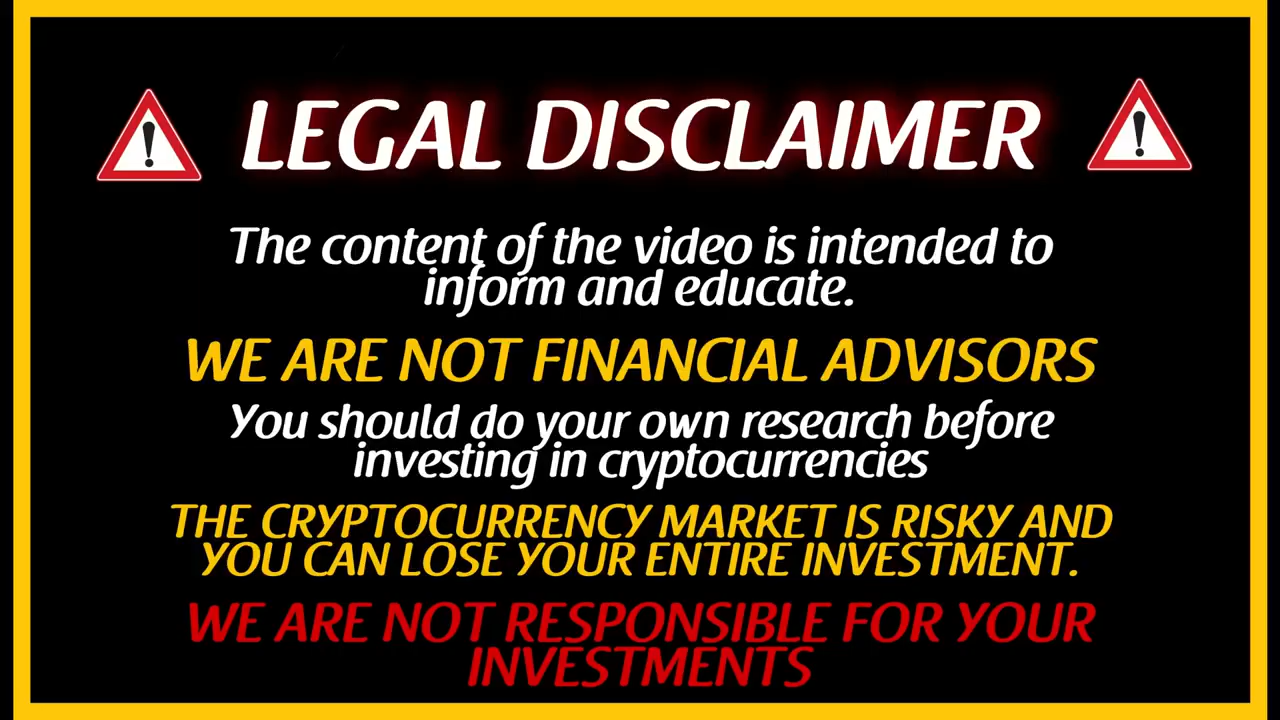 LEGAL DISCLAIMER
The content of the video is intended to
inform and educate.
WE ARE NOT FINANCIAL ADVISORS
You should do your own research before
investing in cryptocurrencies
THE CRYPTOCURRENCY MARKET IS RISKY AND
YOU CAN LOSE YOUR ENTIRE INVESTMENT.
WE ARE NOT RESPONSIBLE FOR YOUR
INVESTMENTS